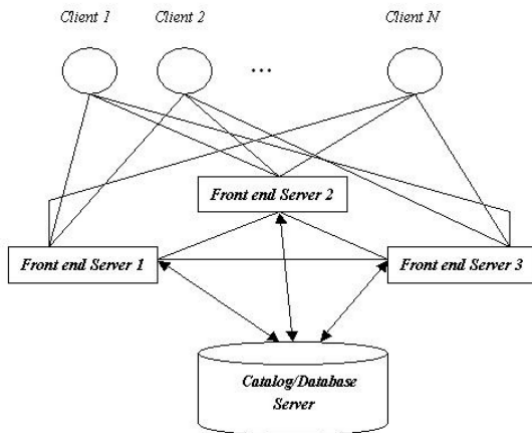 Client 1
Client 2
Client N
...
Front end Server 2
Front end Server 1
Front end Server 3
Catalog/Database
Server